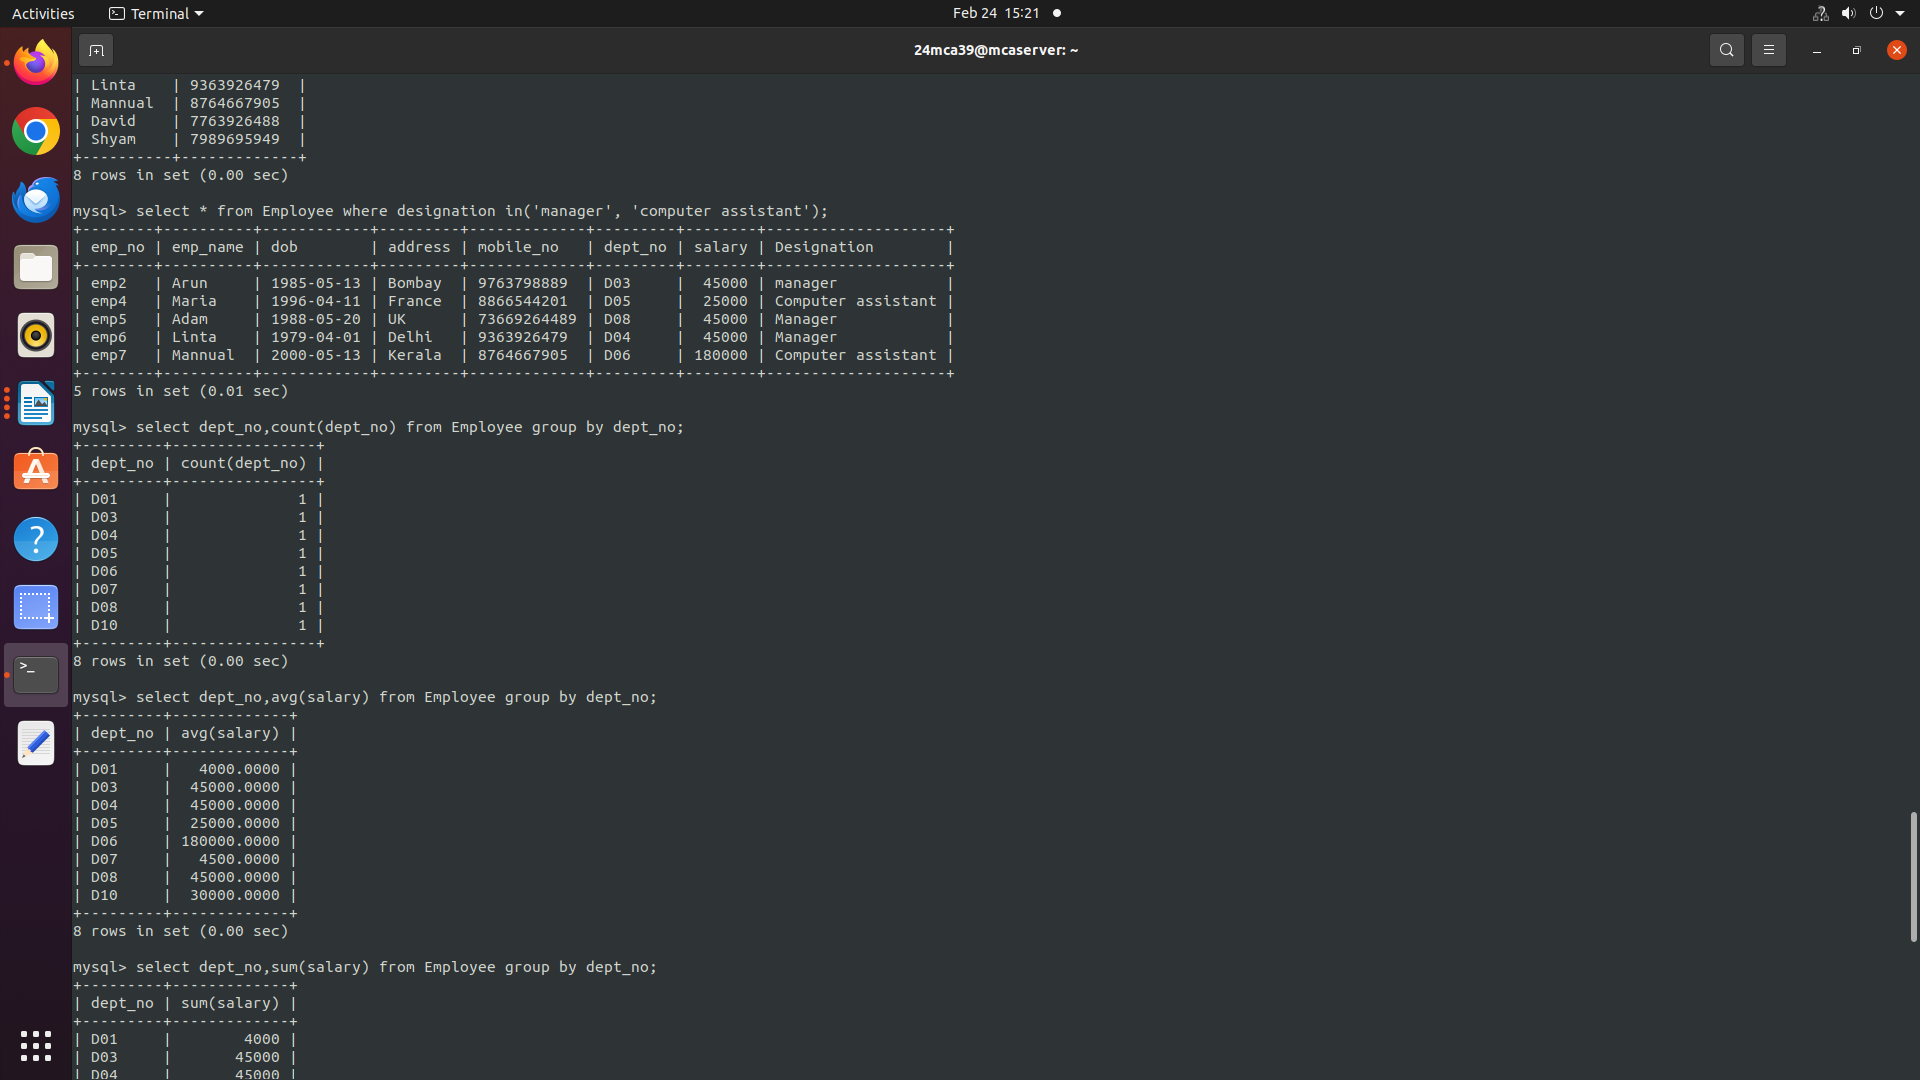 Activities Terminal Feb 24 15:21
24mca39@mcaserver: ~
| Linta    | 9363926479  |
| Mannual  | 8764667905  |
| David    | 7763926488  |
| Shyam    | 7989695949  |
+----------+-------------+
8 rows in set (0.00 sec)
mysql> select * from Employee where designation in('manager', 'computer assistant');
+--------+----------+------------+---------+-------------+---------+--------+--------------------+
| emp_no | emp_name | dob        | address | mobile_no   | dept_no | salary | Designation        |
+--------+----------+------------+---------+-------------+---------+--------+--------------------+
| emp2   | Arun     | 1985-05-13 | Bombay  | 9763798889  | D03     |  45000 | manager            |
| emp4   | Maria    | 1996-04-11 | France  | 8866544201  | D05     |  25000 | Computer assistant |
| emp5   | Adam     | 1988-05-20 | UK      | 73669264489 | D08     |  45000 | Manager            |
| emp6   | Linta    | 1979-04-01 | Delhi   | 9363926479  | D04     |  45000 | Manager            |
| emp7   | Mannual  | 2000-05-13 | Kerala  | 8764667905  | D06     | 180000 | Computer assistant |
+--------+----------+------------+---------+-------------+---------+--------+--------------------+
5 rows in set (0.01 sec)
mysql> select dept_no,count(dept_no) from Employee group by dept_no;
+---------+----------------+
| dept_no | count(dept_no) |
+---------+----------------+
| D01     |              1 |
| D03     |              1 |
| D04     |              1 |
| D05     |              1 |
| D06     |              1 |
| D07     |              1 |
| D08     |              1 |
| D10     |              1 |
+---------+----------------+
8 rows in set (0.00 sec)
mysql> select dept_no,avg(salary) from Employee group by dept_no;
+---------+-------------+
| dept_no | avg(salary) |
+---------+-------------+
| D01     |   4000.0000 |
| D03     |  45000.0000 |
| D04     |  45000.0000 |
| D05     |  25000.0000 |
| D06     | 180000.0000 |
| D07     |   4500.0000 |
| D08     |  45000.0000 |
| D10     |  30000.0000 |
+---------+-------------+
8 rows in set (0.00 sec)
mysql> select dept_no,sum(salary) from Employee group by dept_no;
+---------+-------------+
| dept_no | sum(salary) |
+---------+-------------+
| D01     |        4000 |
| D03     |       45000 |
| D04     |       45000 |